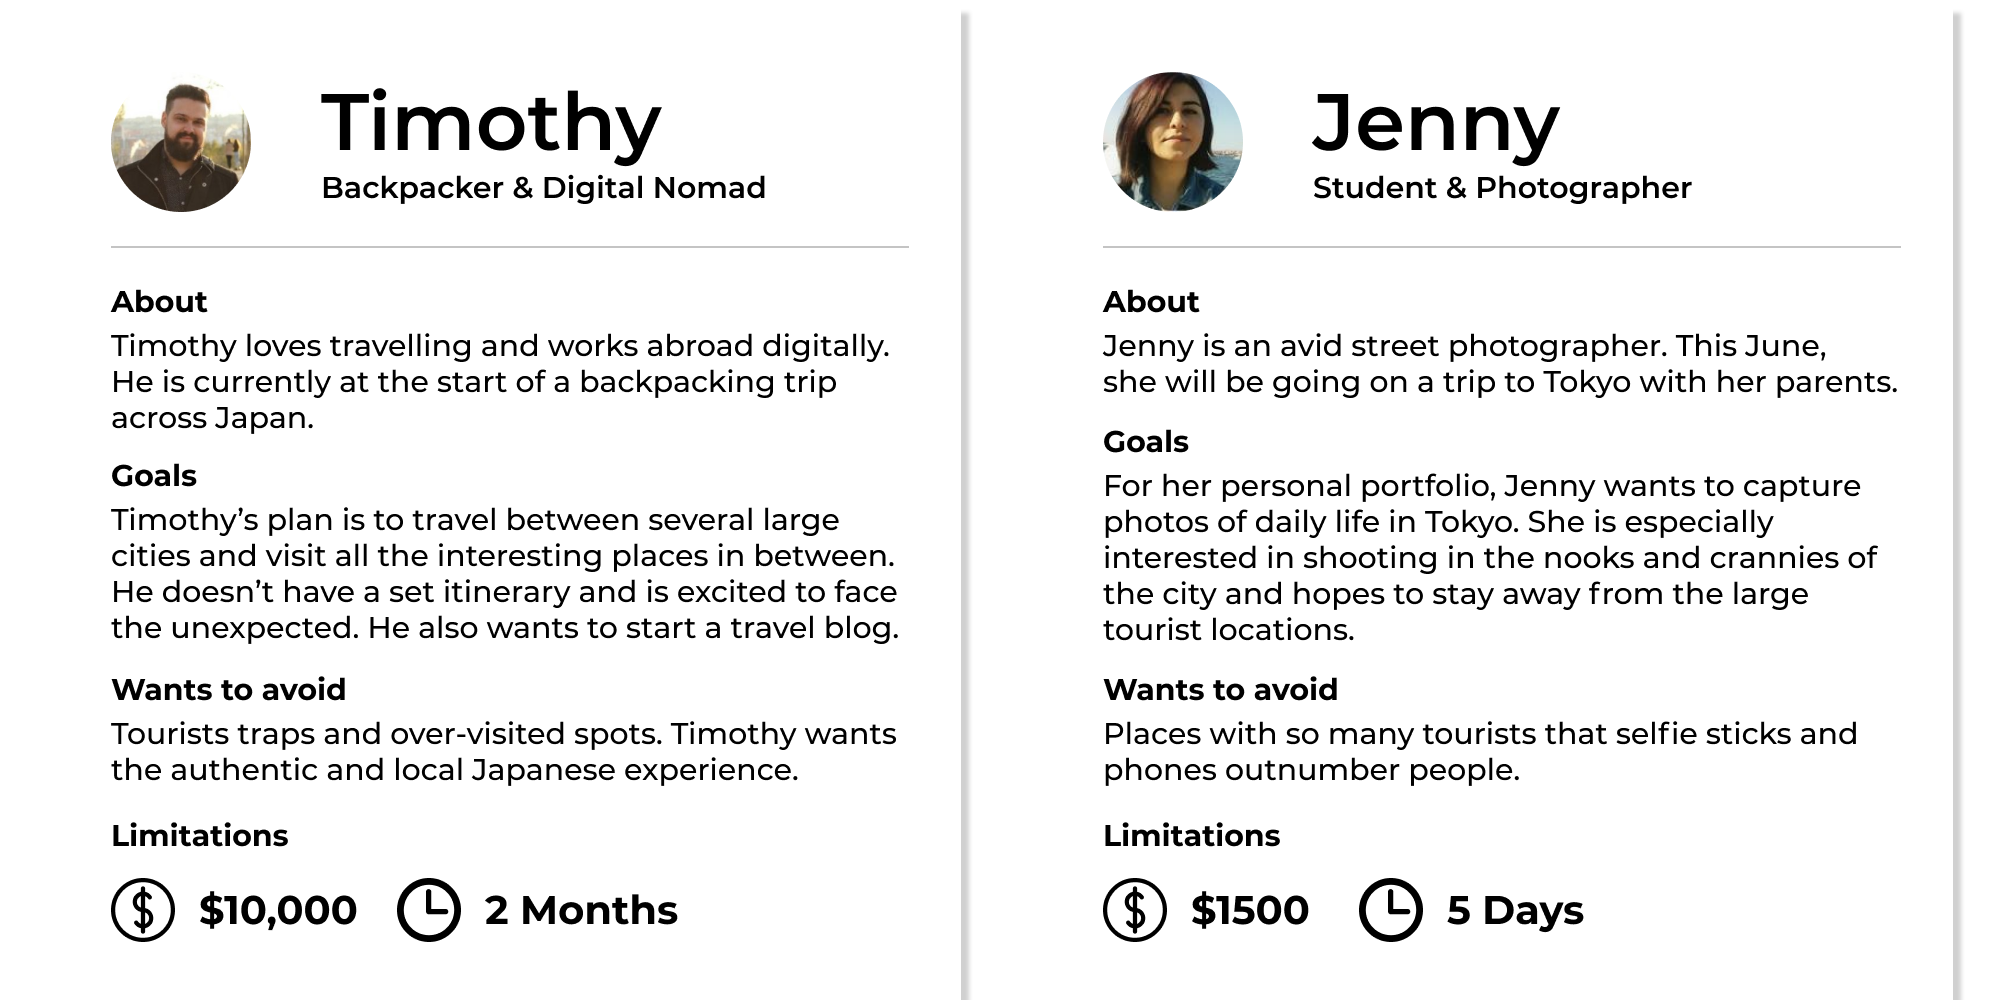 Timothy
Backpacker & Digital Nomad
About
Timothy loves travelling and works abroad digitally.
He is currently at the start of a backpacking trip
across Japan.
Goals
Timothy’s plan is to travel between several large
cities and visit all the interesting places in between.
He doesn’t have a set itinerary and is excited to face
the unexpected. He also wants to start a travel blog.
Wants to avoid
Tourists traps and over-visited spots. Timothy wants
the authentic and local Japanese experience.
Limitations
$10,000
2 Months
Jenny
Student & Photographer
About
Jenny is an avid street photographer. This June,
she will be going on a trip to Tokyo with her parents.
Goals
For her personal portfolio, Jenny wants to capture
photos of daily life in Tokyo. She is especially
interested in shooting in the nooks and crannies of
the city and hopes to stay away from the large
tourist locations.
Wants to avoid
Places with so many tourists that selfie sticks and
phones outnumber people.
Limitations
$1500
5 Days